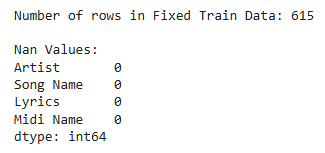 Number of rows in Fixed Train Data: 615
Nan Values:
Artist 0
Song Name 0
Lyrics 0
Midi Name 0
dtype: int64